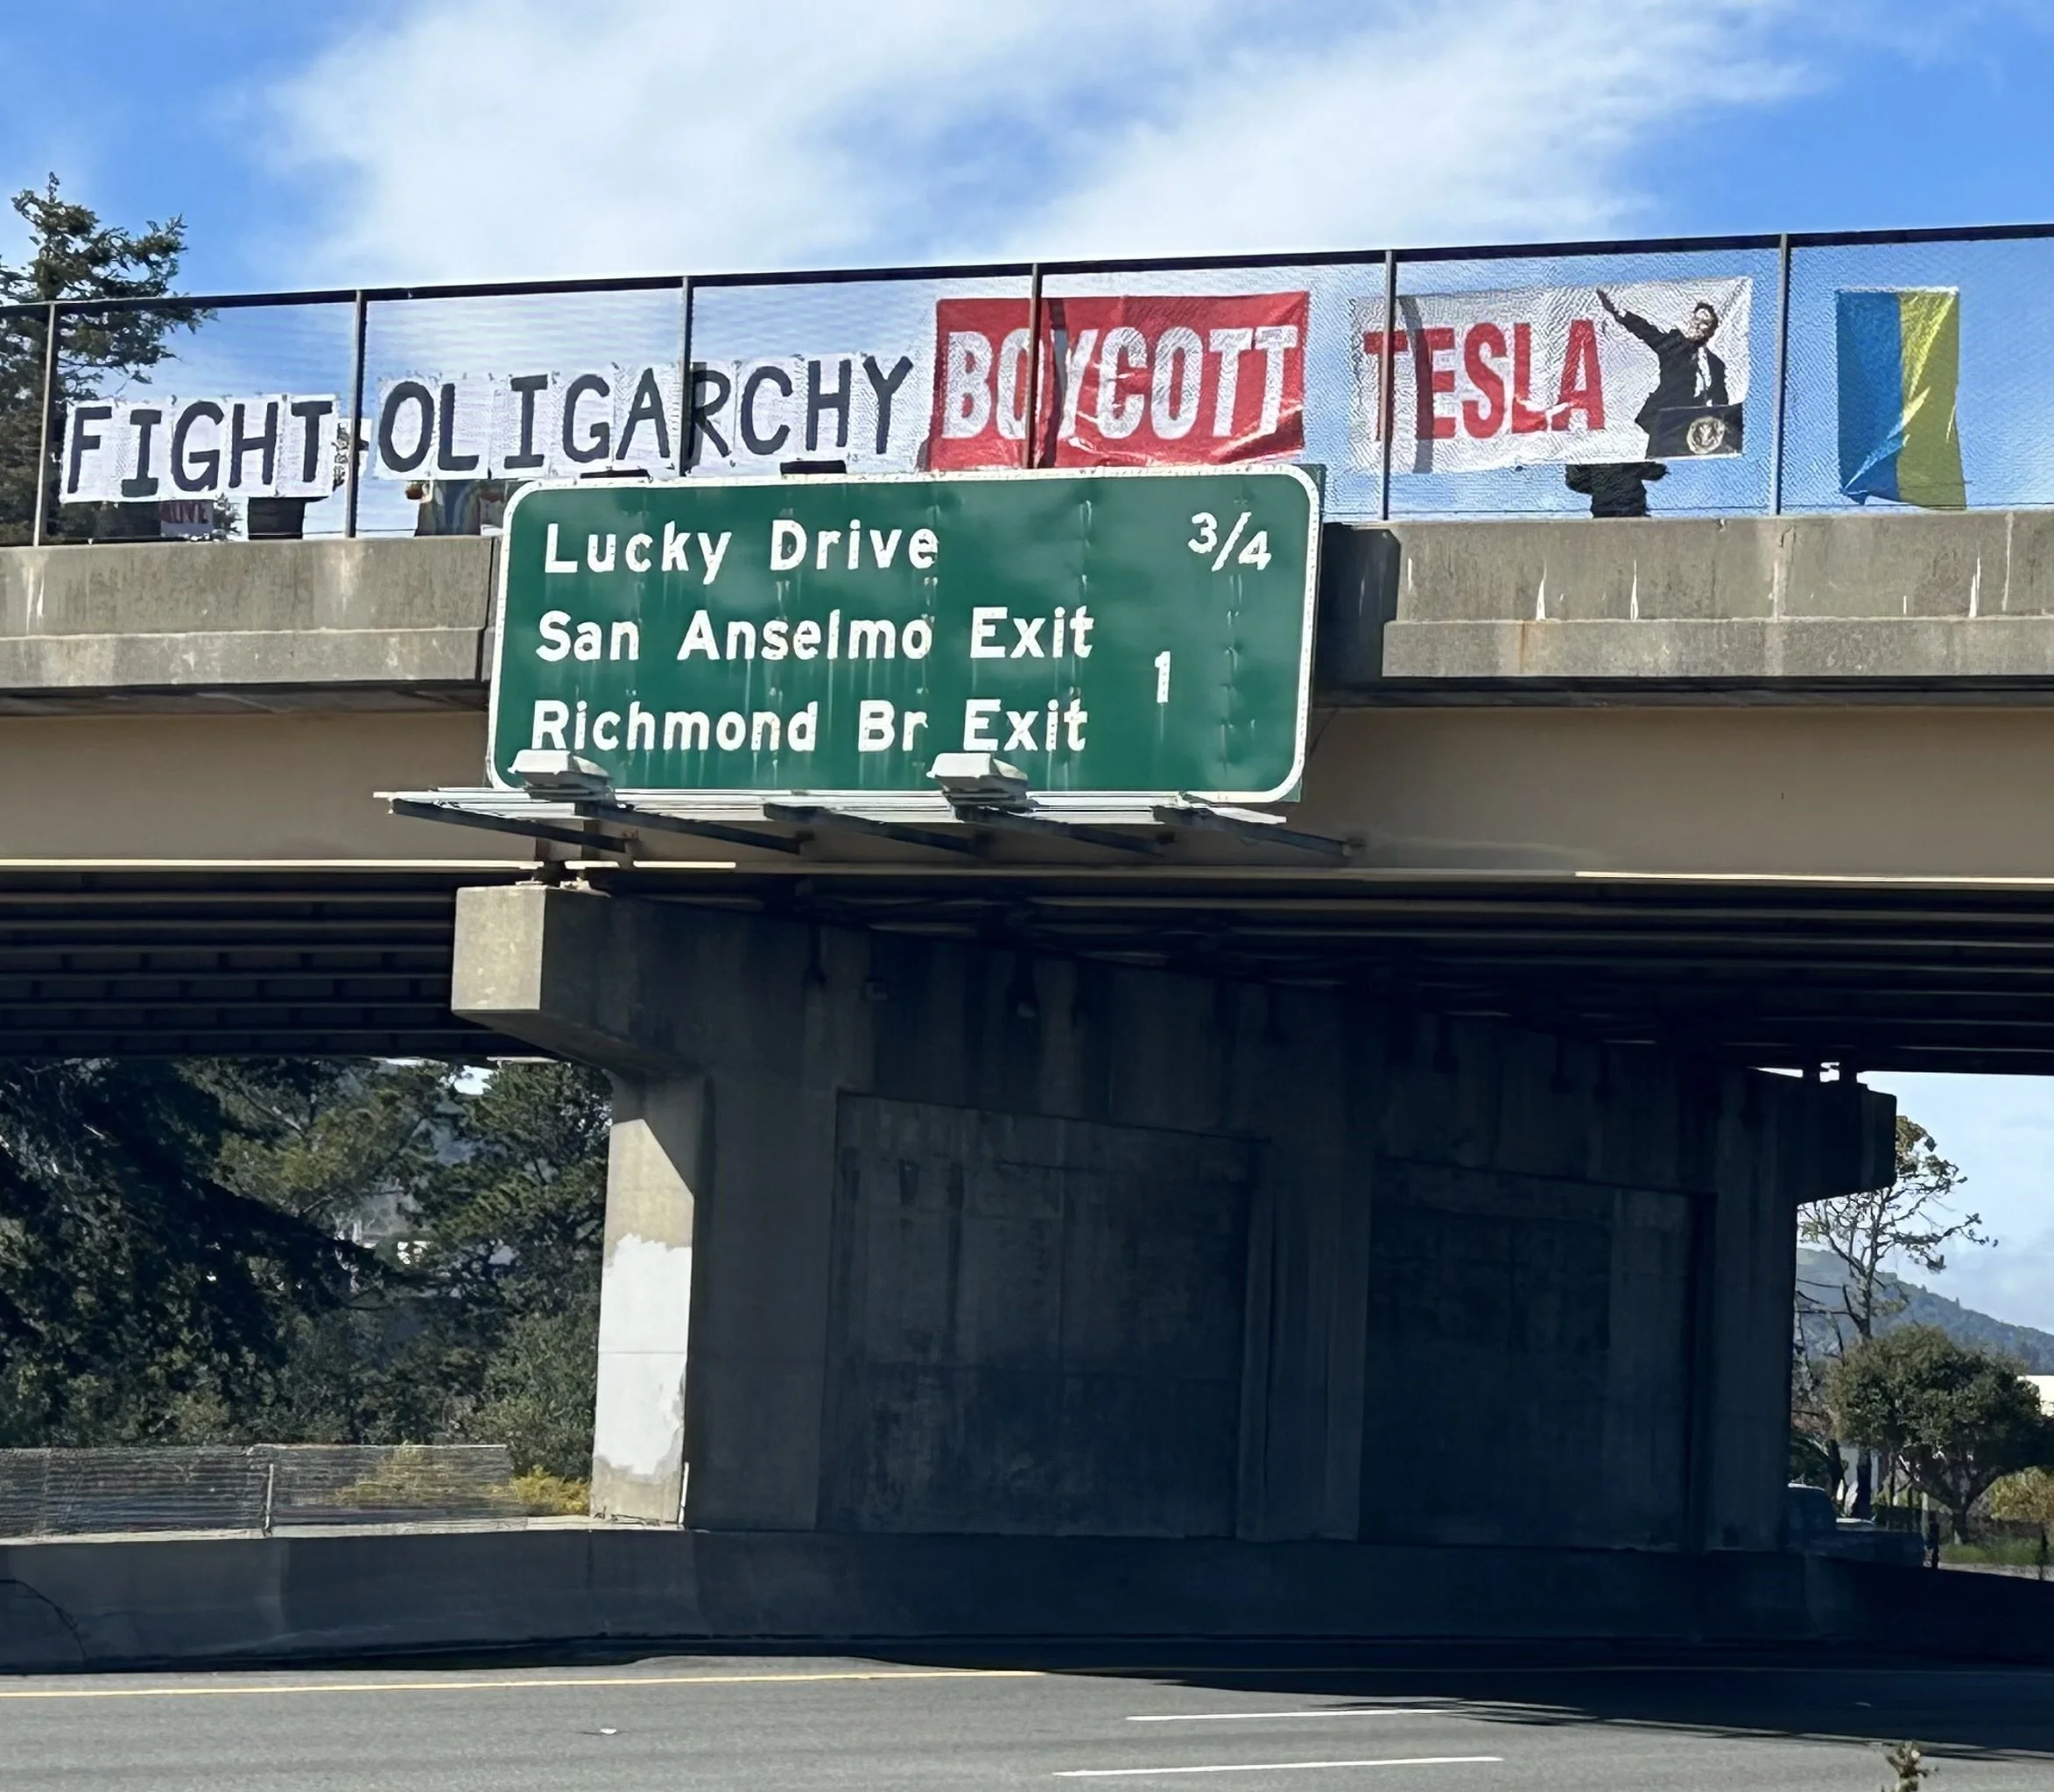 FIGHT OLIGARCHY BOYCOTT TESLA
Lucky Drive 3/4
San Anselmo Exit
1
Richmond Br Exit